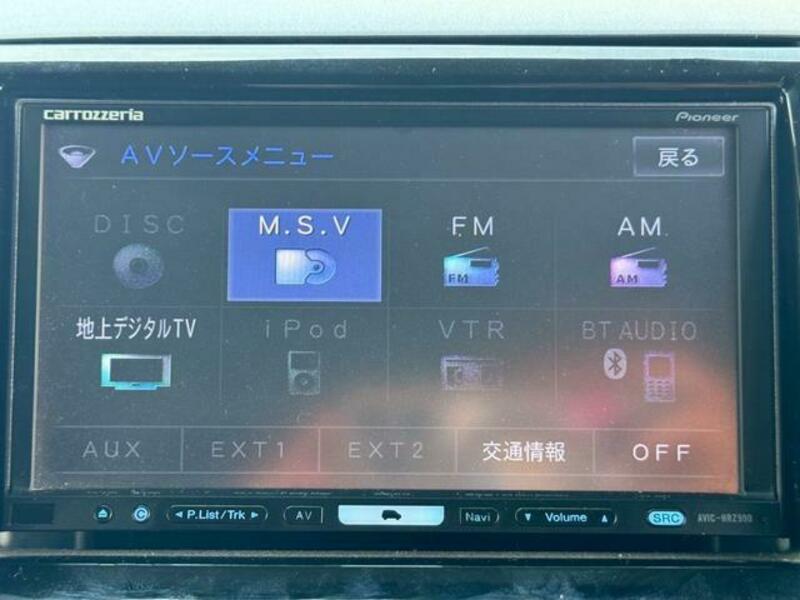 carrozzeria Pioneer
AVソースメニュー 戻る
DISC M.S.V FM AM
FM AM
地上デジタルTV iPod VTR BT AUDIO
AUX EXT1 EXT2 交通情報 OFF
◄ P.List/Trk ► AV Navi ▼ Volume ▲ SRC AVIC-HRZ990